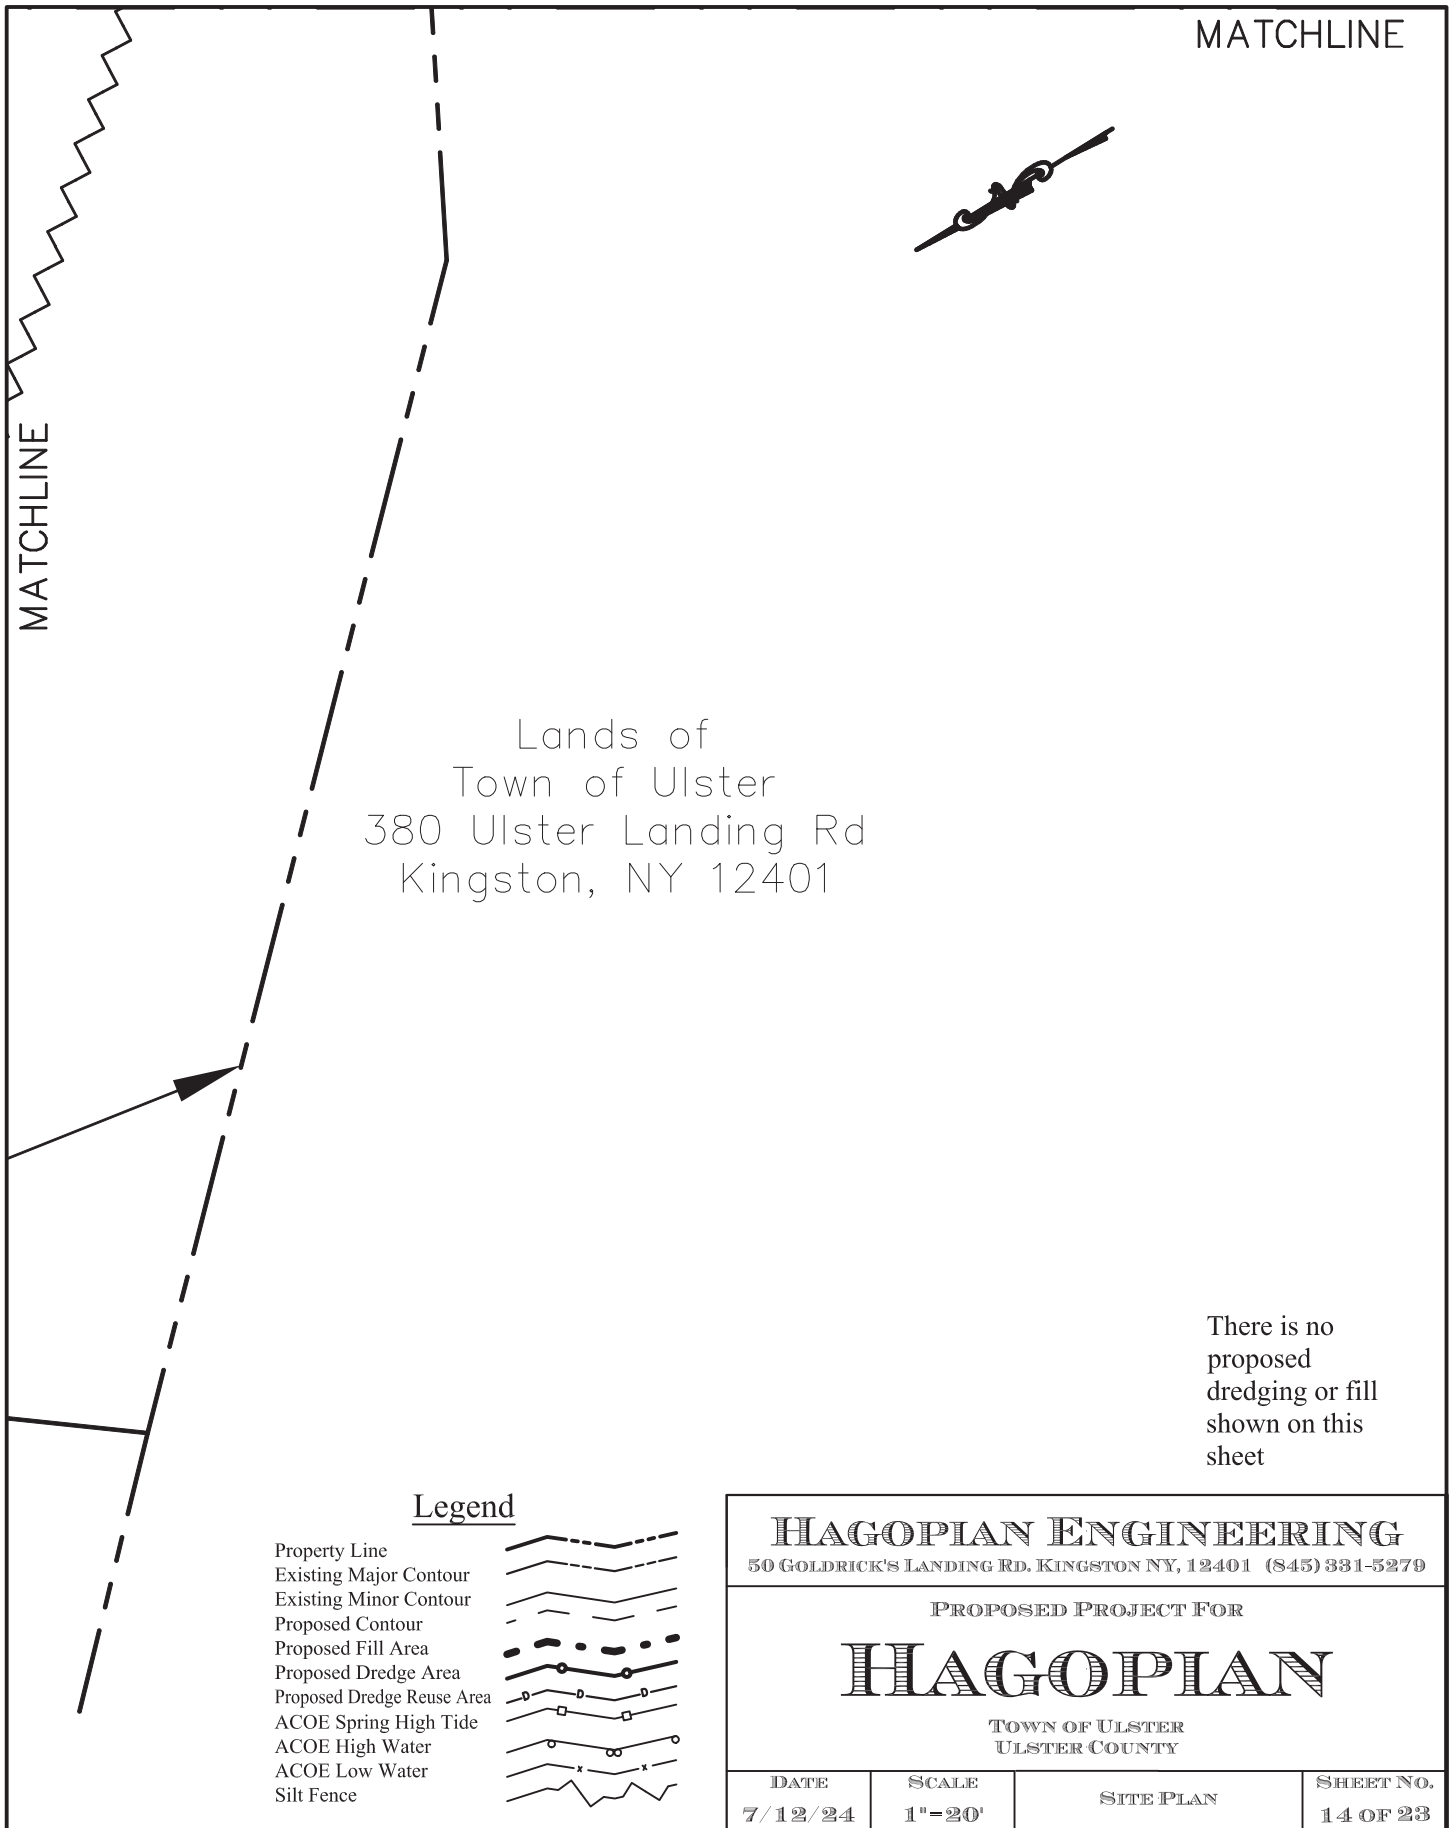 MATCHLINE
MATCHLINE
Lands of
Town of Ulster
380 Ulster Landing Rd
Kingston, NY 12401
There is no
proposed
dredging or fill
shown on this
sheet
Legend
Property Line
Existing Major Contour
Existing Minor Contour
Proposed Contour
Proposed Fill Area
Proposed Dredge Area
Proposed Dredge Reuse Area
D D D
ACOE Spring High Tide
ACOE High Water
ACOE Low Water
x x
Silt Fence
HAGOPIAN ENGINEERING
50 GOLDRICK'S LANDING RD. KINGSTON NY, 12401 (845) 331-5279
PROPOSED PROJECT FOR
HAGOPIAN
TOWN OF ULSTER
ULSTER COUNTY
DATE
7/12/24
SCALE
1"=20'
SITE PLAN
SHEET NO.
14 OF 23